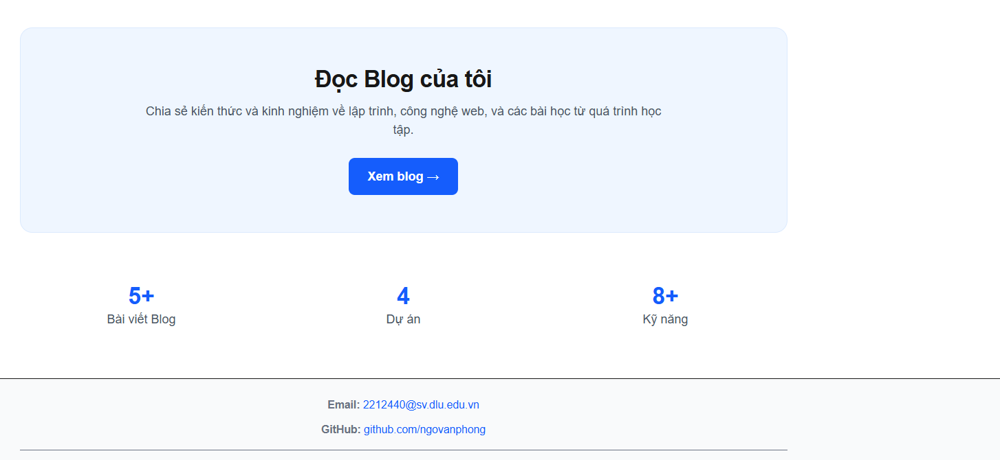 Đọc Blog của tôi
Chia sẻ kiến thức và kinh nghiệm về lập trình, công nghệ web, và các bài học từ quá trình học
tập.
Xem blog →
5+
Bài viết Blog
4
Dự án
8+
Kỹ năng
Email: 2212440@sv.dlu.edu.vn
GitHub: github.com/ngovanphong